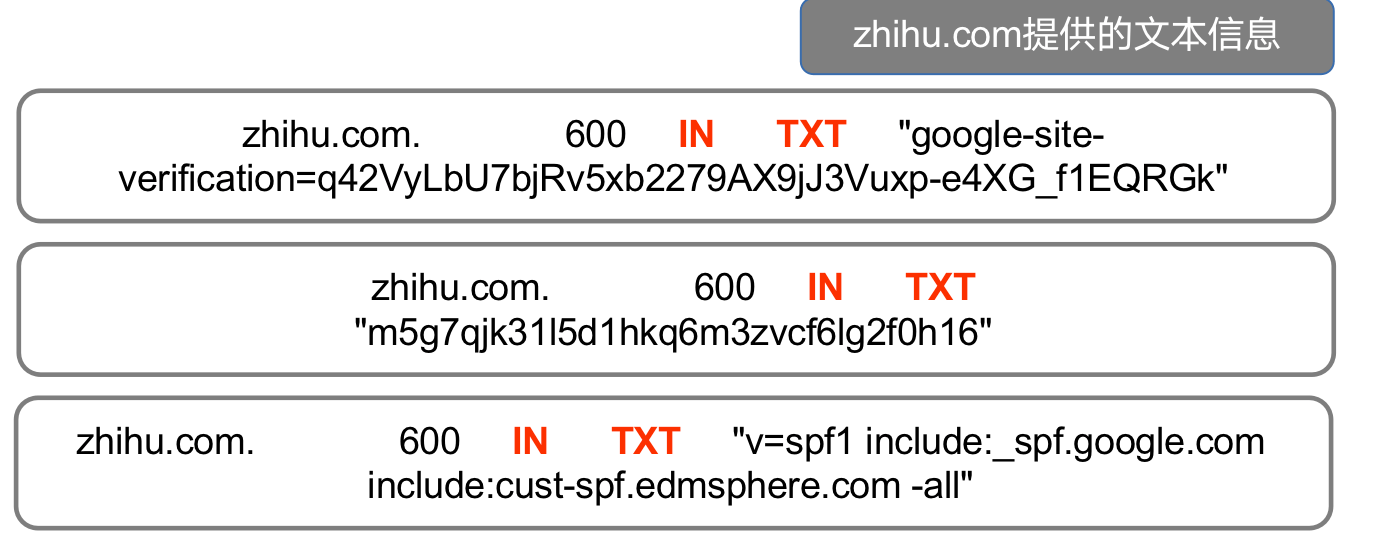 zhihu.com提供的文本信息
zhihu.com. 600 IN TXT "google-site-
verification=q42VyLbU7bjRv5xb2279AX9jJ3Vuxp-e4XG_f1EQRGk"
zhihu.com. 600 IN TXT
"m5g7qjk31l5d1hkq6m3zvcf6lg2f0h16"
zhihu.com. 600 IN TXT "v=spf1 include:_spf.google.com
include:cust-spf.edmsphere.com -all"